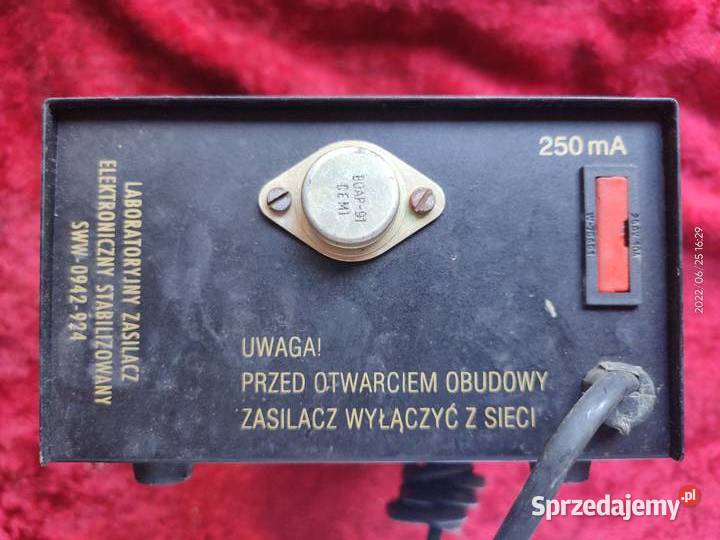 LABORATORYJNY ZASILACZ
ELEKTRONICZNY STABILIZOWANY
SWW-0942-924
BUAP-91
CEMI
250 mA
UWAGA!
PRZED OTWARCIEM OBUDOWY
ZASILACZ WYŁĄCZYĆ Z SIECI
2022/06/25 16:29
Sprzedajemy.pl